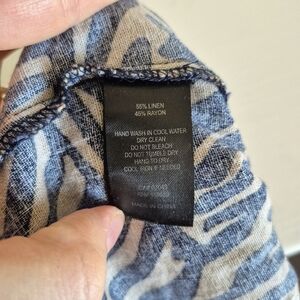 55% LINEN
45% RAYON
HAND WASH IN COOL WATER
DRY CLEAN
DO NOT BLEACH
DO NOT TUMBLE DRY
HANG TO DRY
COOL IRON IF NEEDED
MADE IN CHINA